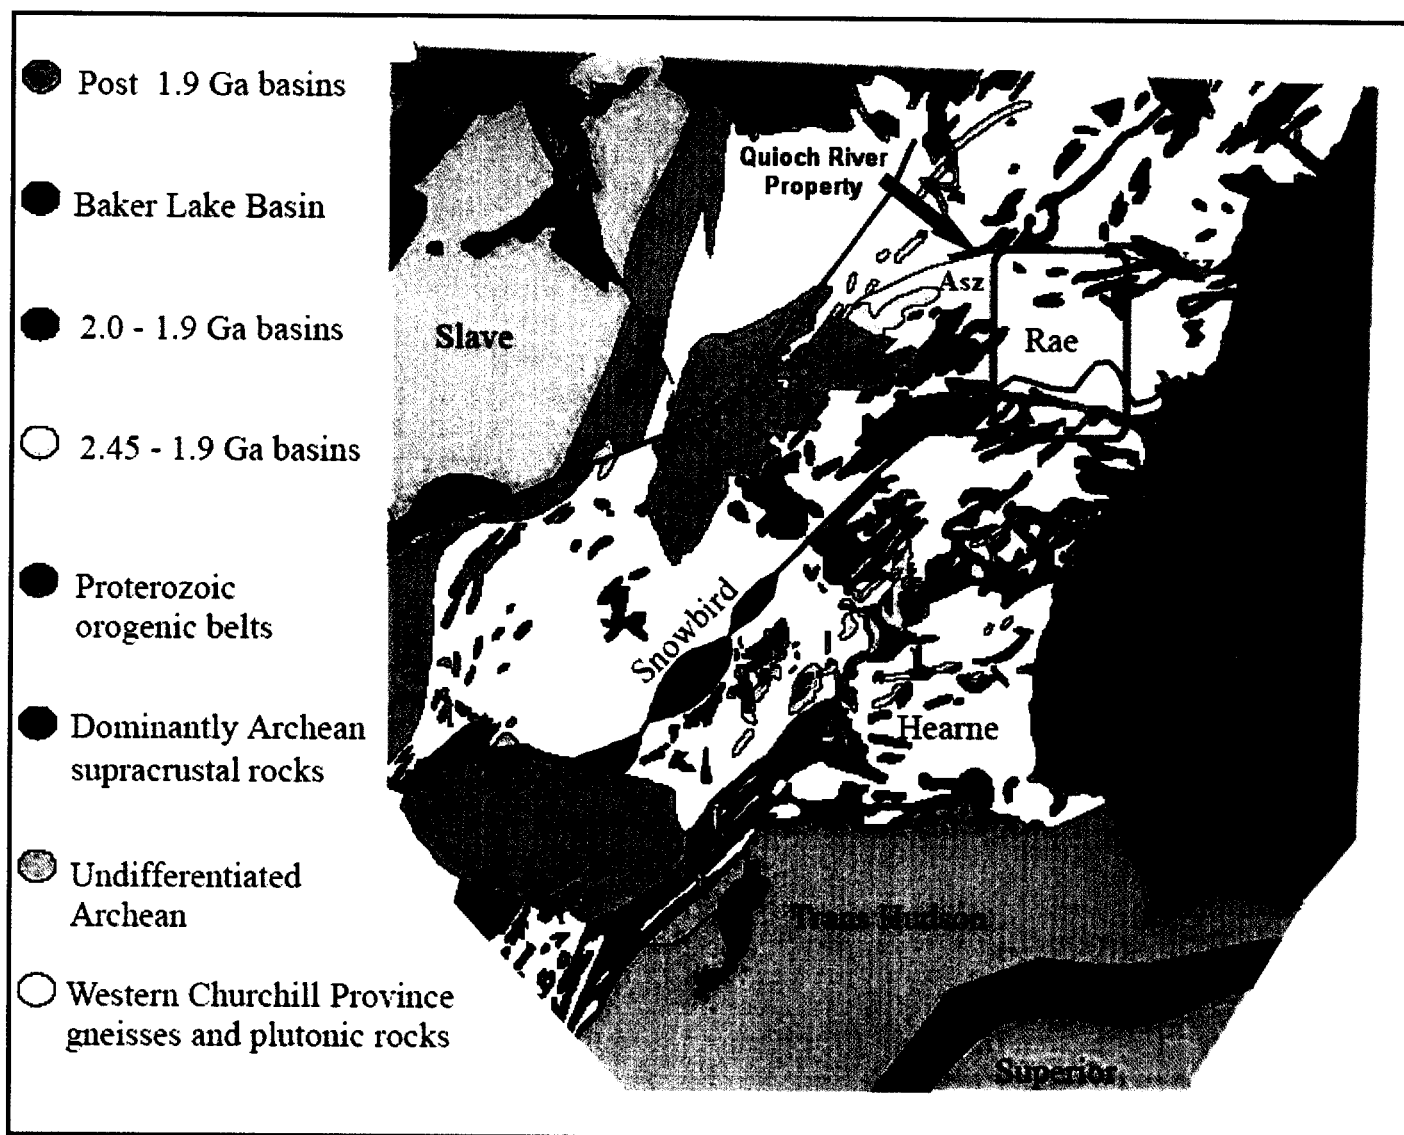 Post 1.9 Ga basins
Baker Lake Basin
2.0 - 1.9 Ga basins
2.45 - 1.9 Ga basins
Proterozoic
orogenic belts
Dominantly Archean
supracrustal rocks
Undifferentiated
Archean
Western Churchill Province
gneisses and plutonic rocks
Quioch River
Property
Asz
Slave
Rae
Snowbird
Hearne
Trans Hudson
Superior